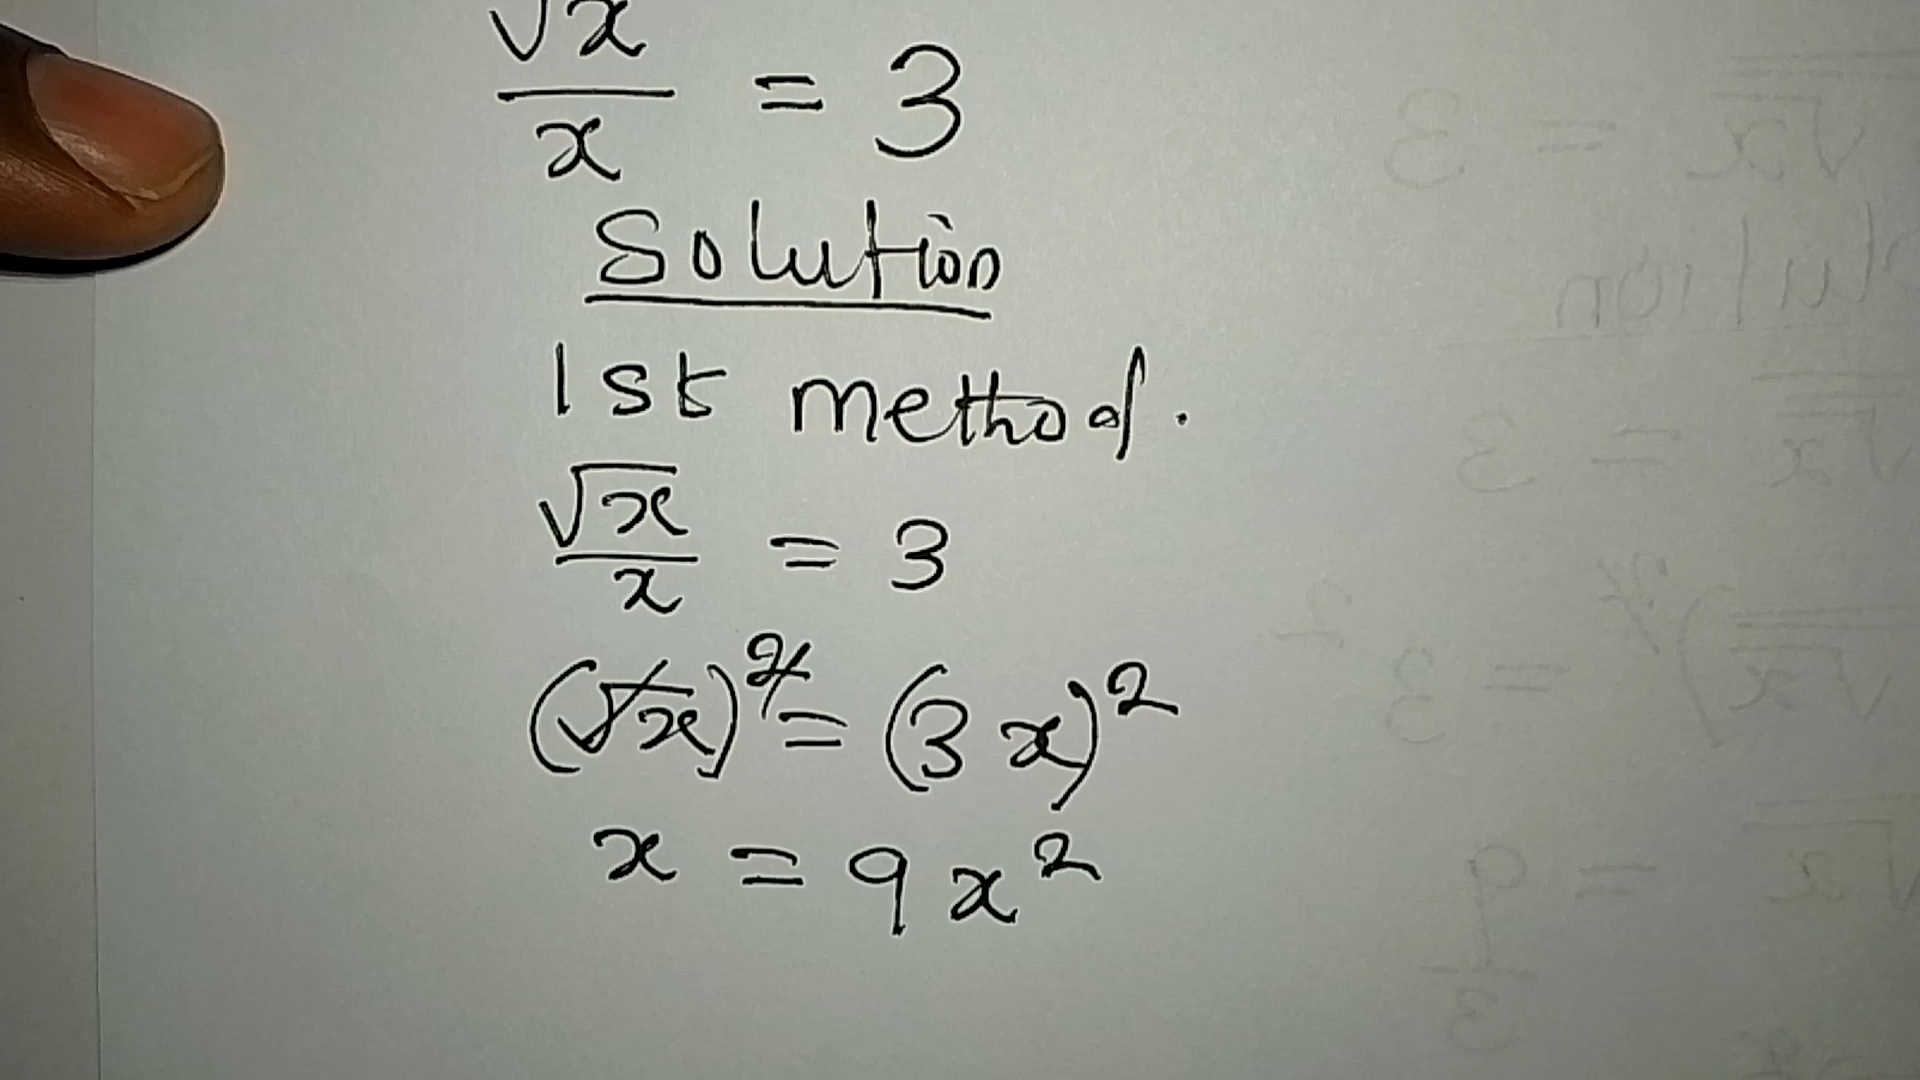 √x/x = 3
Solution
1st method.
√x/x = 3
(√x)² = (3x)²
x = 9x²